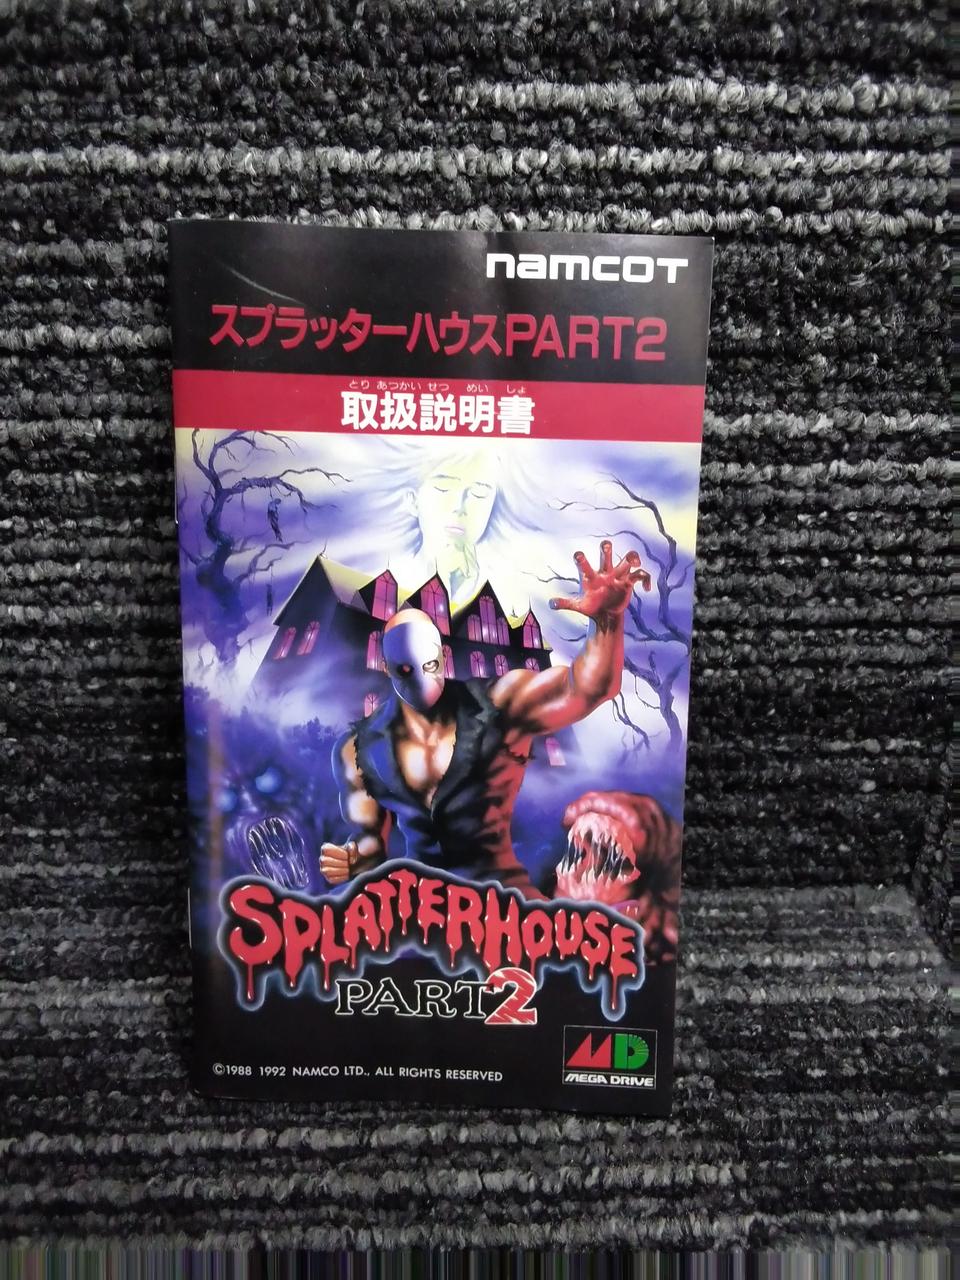 namcot
スプラッターハウスPART2
とり あつかい せつ めい しょ
取扱説明書
SPLATTERHOUSE
PART2
©1988 1992 NAMCO LTD., ALL RIGHTS RESERVED
MD
MEGA DRIVE